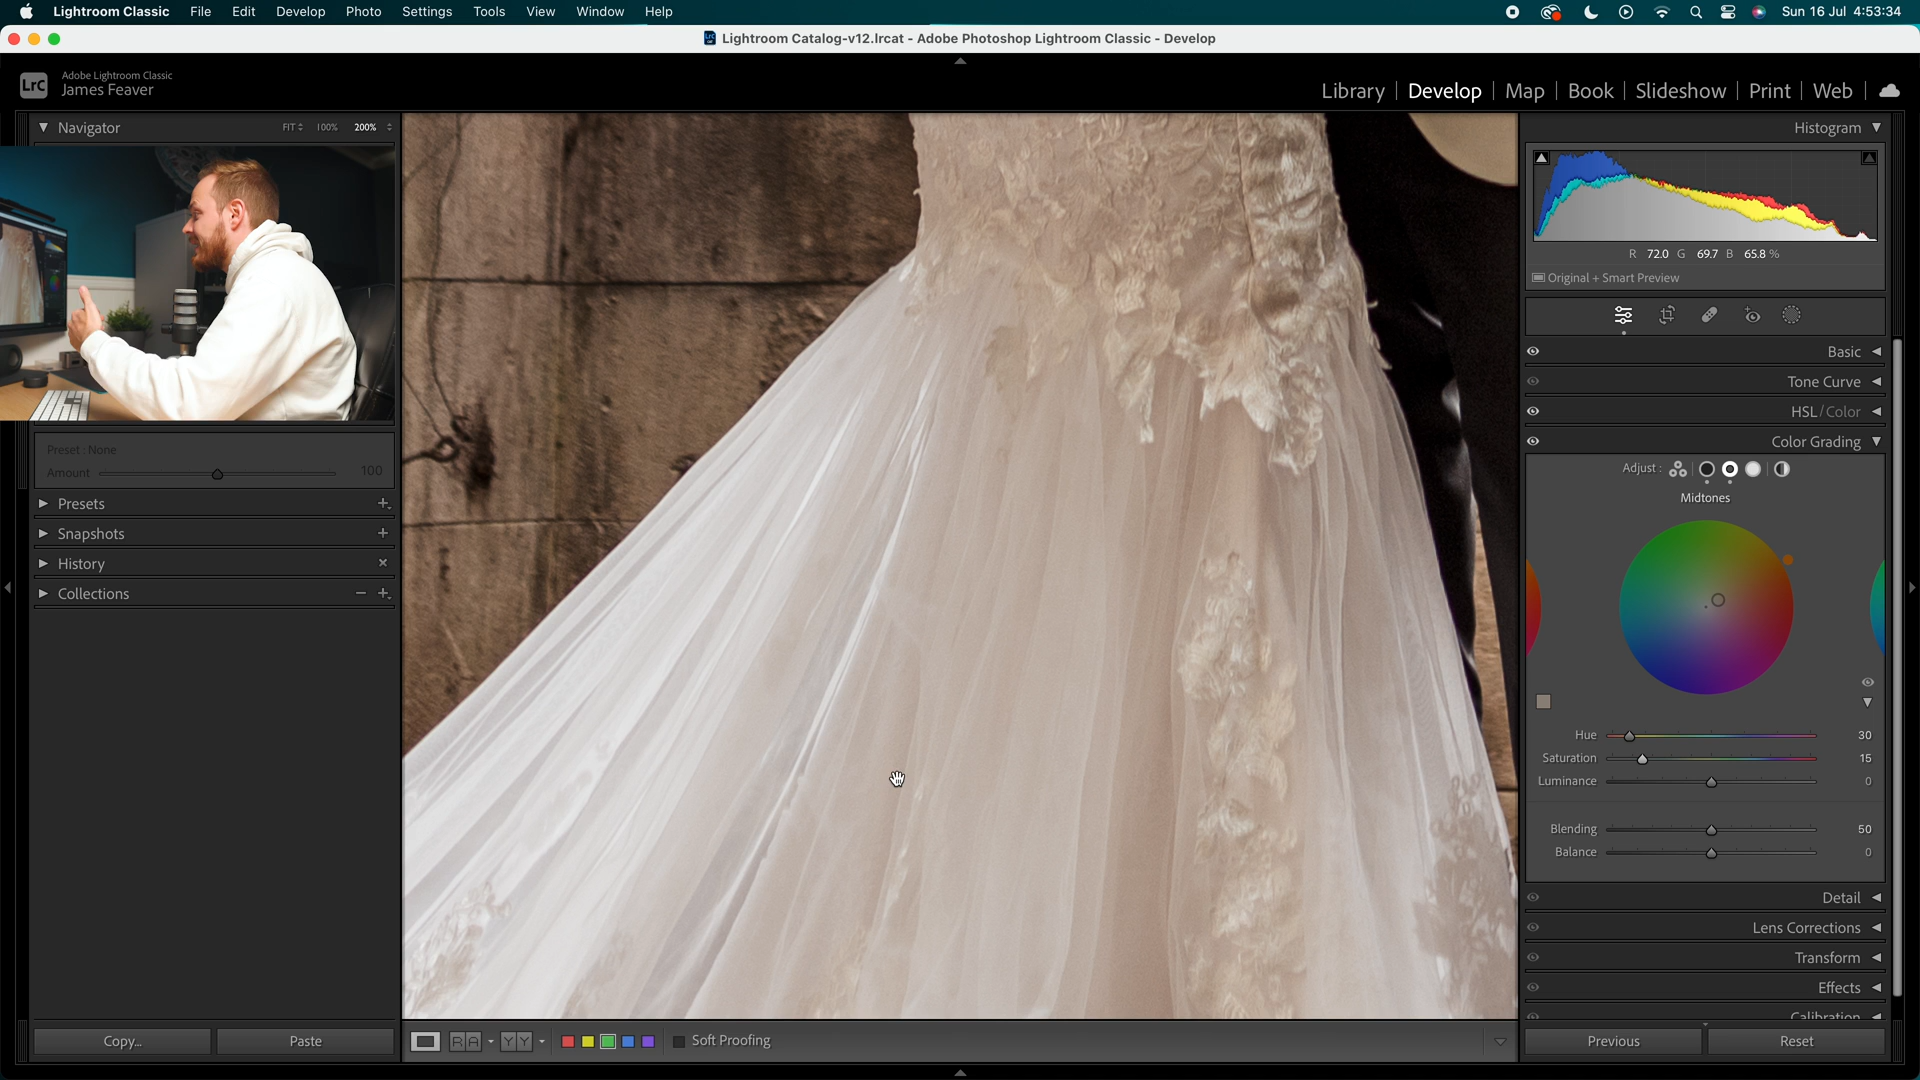 Lightroom Classic File Edit Develop Photo Settings Tools View Window Help Sun 16 Jul 4:53:34
Lightroom Catalog-v12.lrcat - Adobe Photoshop Lightroom Classic - Develop
LrC Adobe Lightroom Classic
James Feaver
Library Develop Map Book Slideshow Print Web
Navigator FIT 100% 200%
Histogram
R 72.0 G 69.7 B 65.8 %
Original + Smart Preview
Basic
Tone Curve
HSL / Color
Color Grading
Preset : None
Amount 100
Presets
Snapshots
History
Collections
Adjust :
Midtones
Hue 30
Saturation 15
Luminance 0
Blending 50
Balance 0
Detail
Lens Corrections
Transform
Effects
Calibration
Copy... Paste
R A Y Y Soft Proofing
Previous Reset